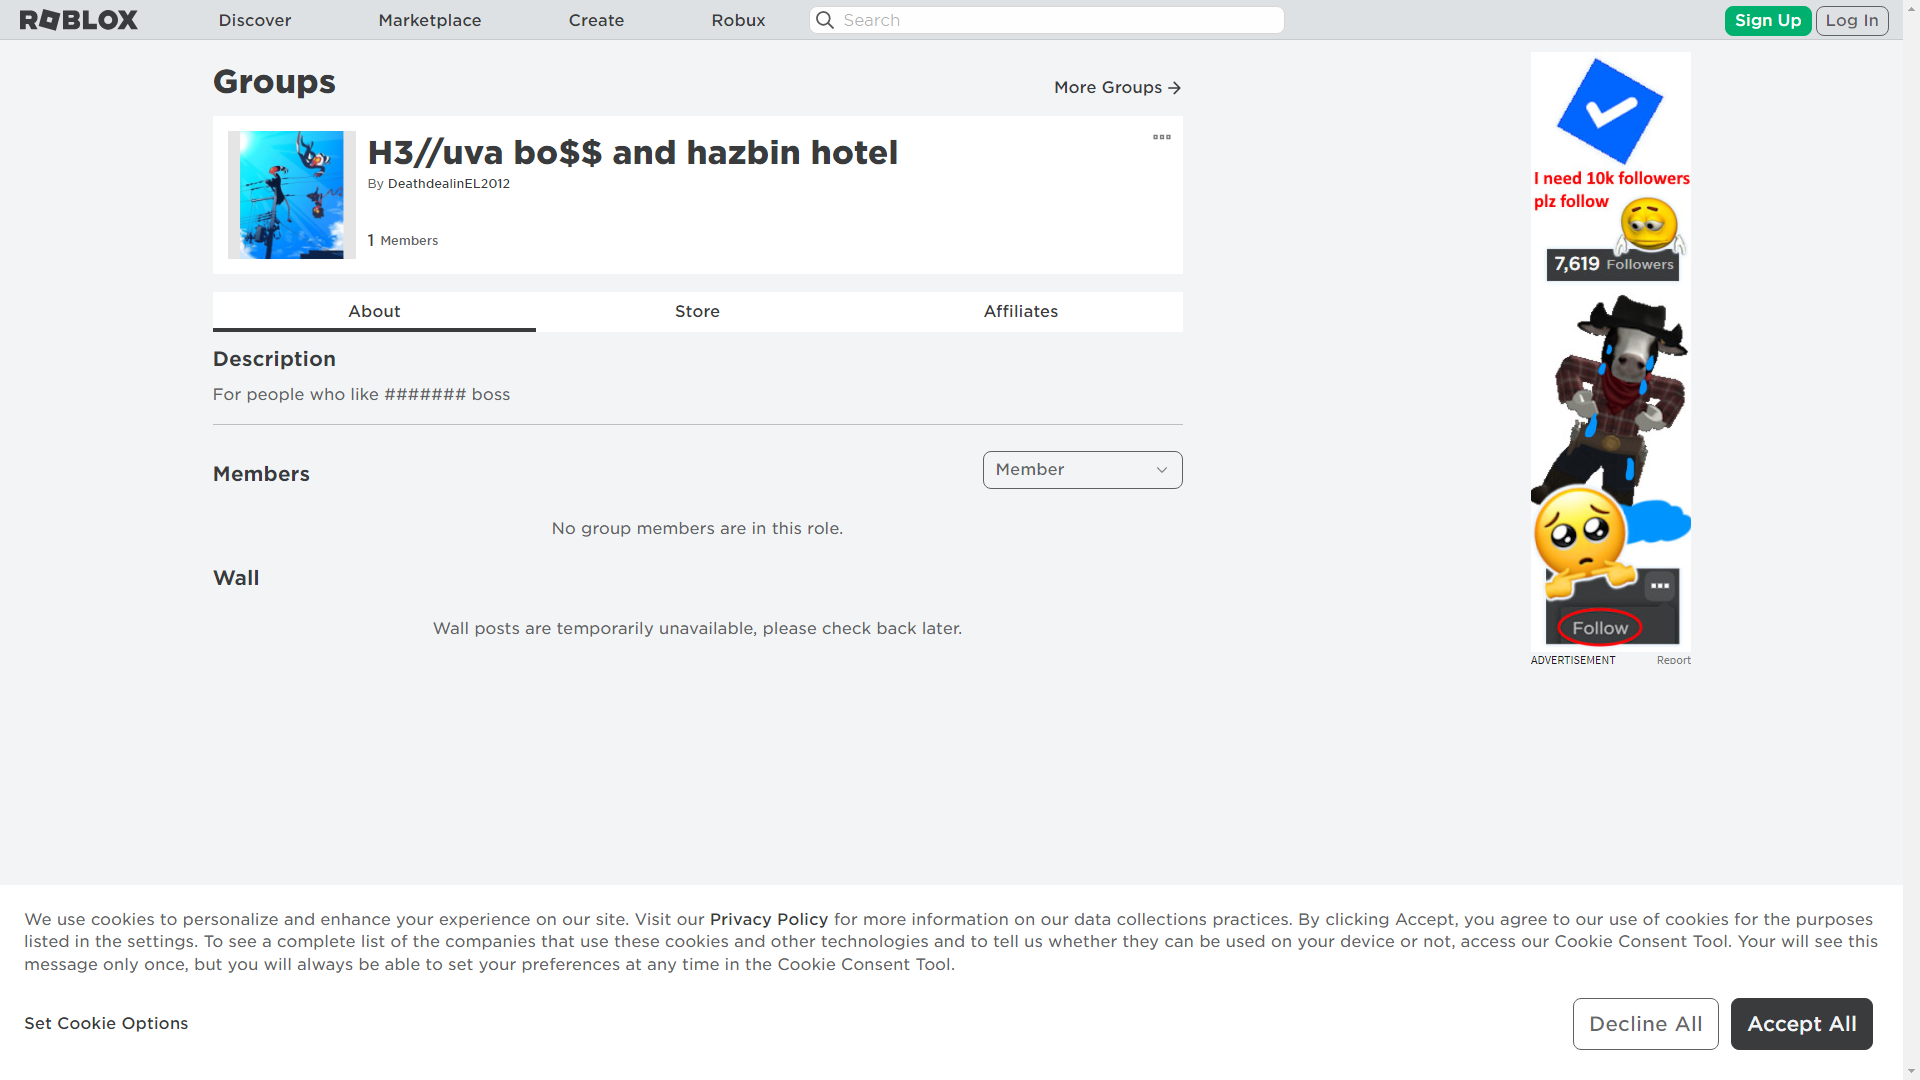 ROBLOX
Discover
Marketplace
Create
Robux
Search
Sign Up
Log In
Groups
More Groups
H3//uva bo$$ and hazbin hotel
By DeathdealinEL2012
1 Members
About
Store
Affiliates
Description
For people who like ####### boss
Members
Member
No group members are in this role.
Wall
Wall posts are temporarily unavailable, please check back later.
I need 10k followers
plz follow
7,619 Followers
Follow
ADVERTISEMENT
Report
We use cookies to personalize and enhance your experience on our site. Visit our Privacy Policy for more information on our data collections practices. By clicking Accept, you agree to our use of cookies for the purposes
listed in the settings. To see a complete list of the companies that use these cookies and other technologies and to tell us whether they can be used on your device or not, access our Cookie Consent Tool. Your will see this
message only once, but you will always be able to set your preferences at any time in the Cookie Consent Tool.
Set Cookie Options
Decline All
Accept All